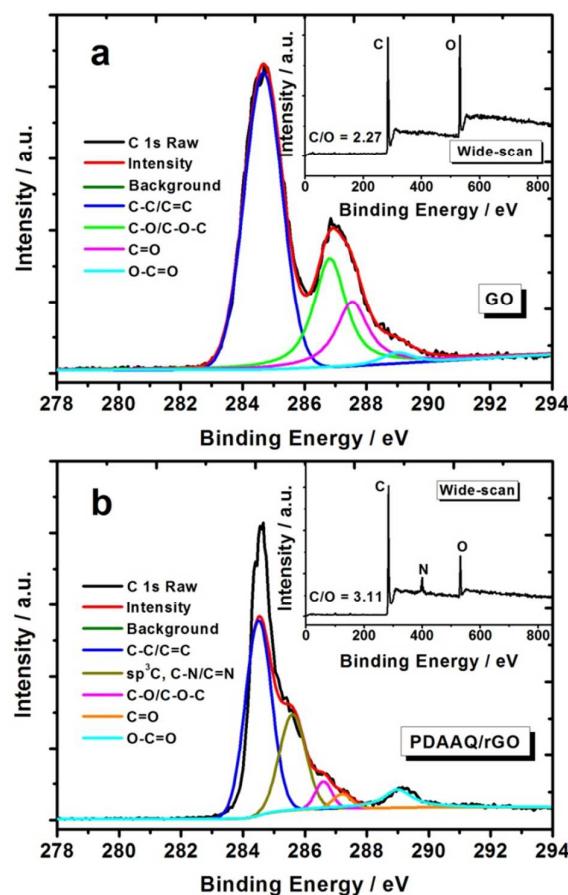 a
Intensity / a.u.
C 1s Raw
Intensity
Background
C-C/C=C
C-O/C-O-C
C=O
O-C=O
GO
278 280 282 284 286 288 290 292 294
Binding Energy / eV
Intensity / a.u.
C
O
C/O = 2.27
Wide-scan
0 200 400 600 800
Binding Energy / eV
b
Intensity / a.u.
C 1s Raw
Intensity
Background
C-C/C=C
sp³C, C-N/C=N
C-O/C-O-C
C=O
O-C=O
PDAAQ/rGO
278 280 282 284 286 288 290 292 294
Binding Energy / eV
Intensity / a.u.
C
Wide-scan
N
O
C/O = 3.11
0 200 400 600 800
Binding Energy / eV